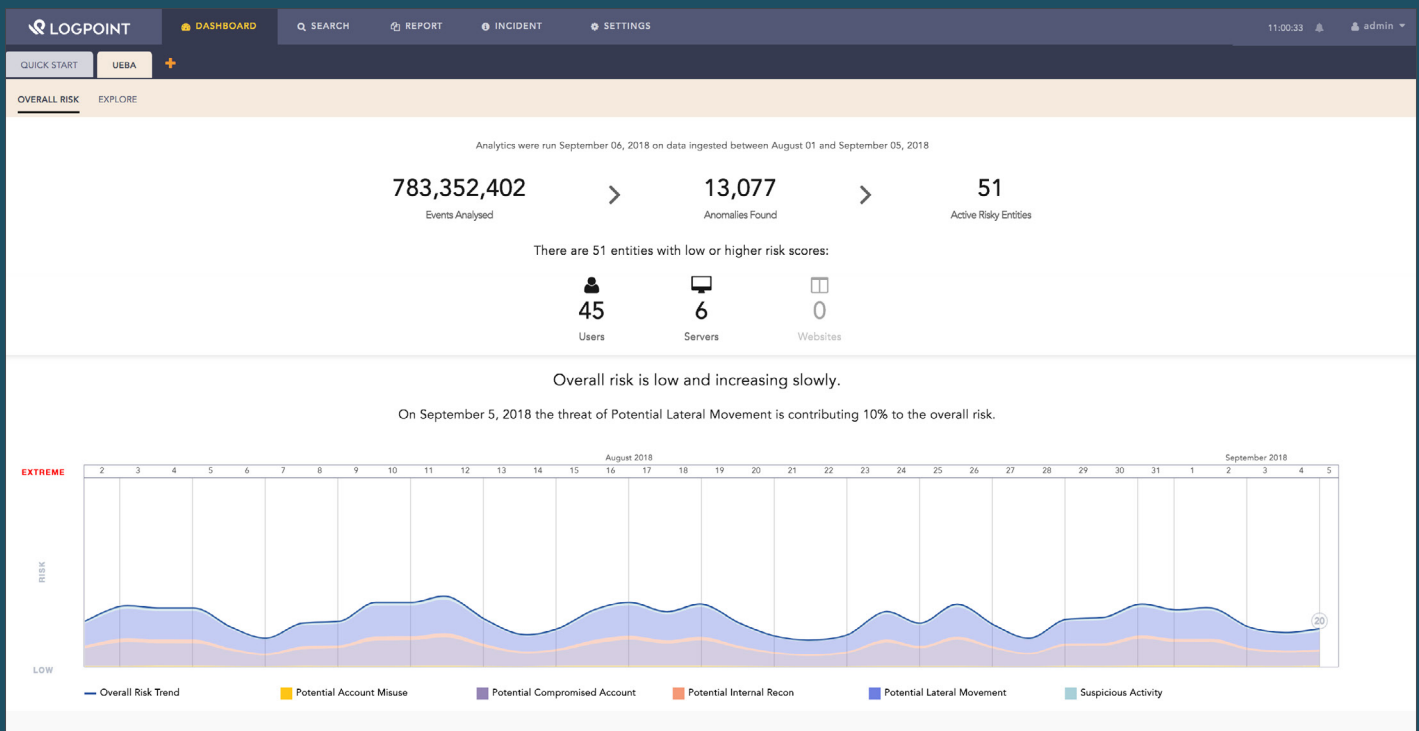 LOGPOINT DASHBOARD SEARCH REPORT INCIDENT SETTINGS 11:00:33 admin
QUICK START UEBA +
OVERALL RISK EXPLORE
Analytics were run September 06, 2018 on data ingested between August 01 and September 05, 2018
783,352,402 > 13,077 > 51
Events Analysed Anomalies Found Active Risky Entities
There are 51 entities with low or higher risk scores:
45 6 0
Users Servers Websites
Overall risk is low and increasing slowly.
On September 5, 2018 the threat of Potential Lateral Movement is contributing 10% to the overall risk.
August 2018 September 2018
EXTREME 2 3 4 5 6 7 8 9 10 11 12 13 14 15 16 17 18 19 20 21 22 23 24 25 26 27 28 29 30 31 1 2 3 4 5
RISK
20
LOW
Overall Risk Trend Potential Account Misuse Potential Compromised Account Potential Internal Recon Potential Lateral Movement Suspicious Activity